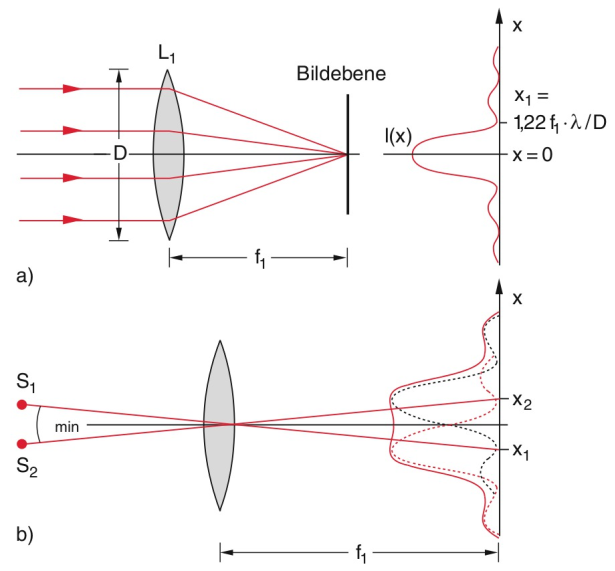 L₁
D
Bildebene
f₁
x
x₁ =
1,22 f₁ · λ/D
I(x)
x = 0
a)
S₁
S₂
min
x
x₂
x₁
f₁
b)